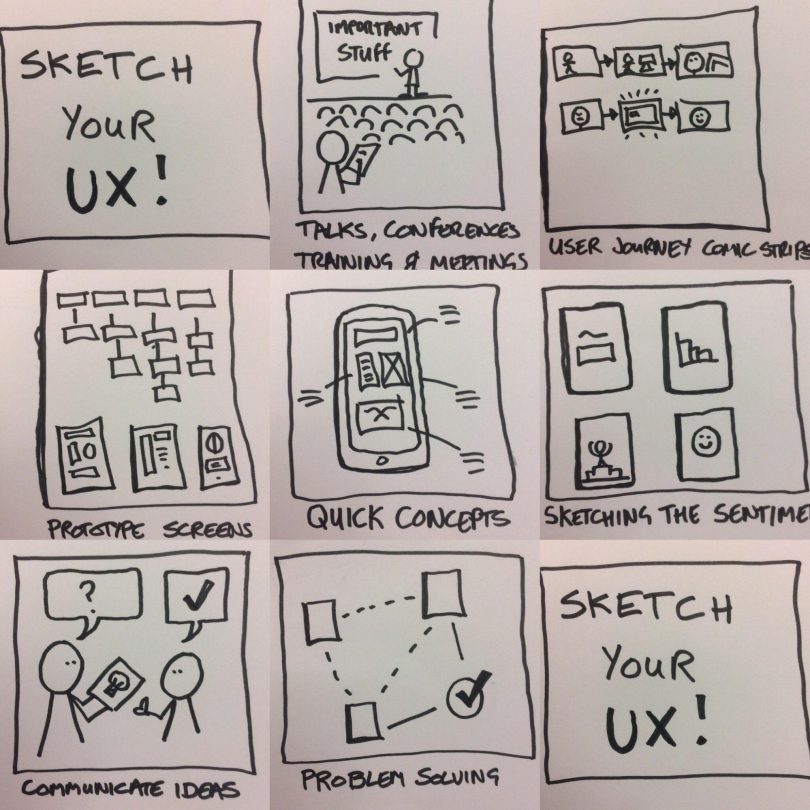 SKETCH
YOUR
UX!
IMPORTANT
STUFF
TALKS, CONFERENCES
TRAINING & MEETINGS
USER JOURNEY COMIC STRIPS
PROTOTYPE SCREENS
QUICK CONCEPTS
SKETCHING THE SENTIME
?
COMMUNICATE IDEAS
PROBLEM SOLVING
SKETCH
YOUR
UX!